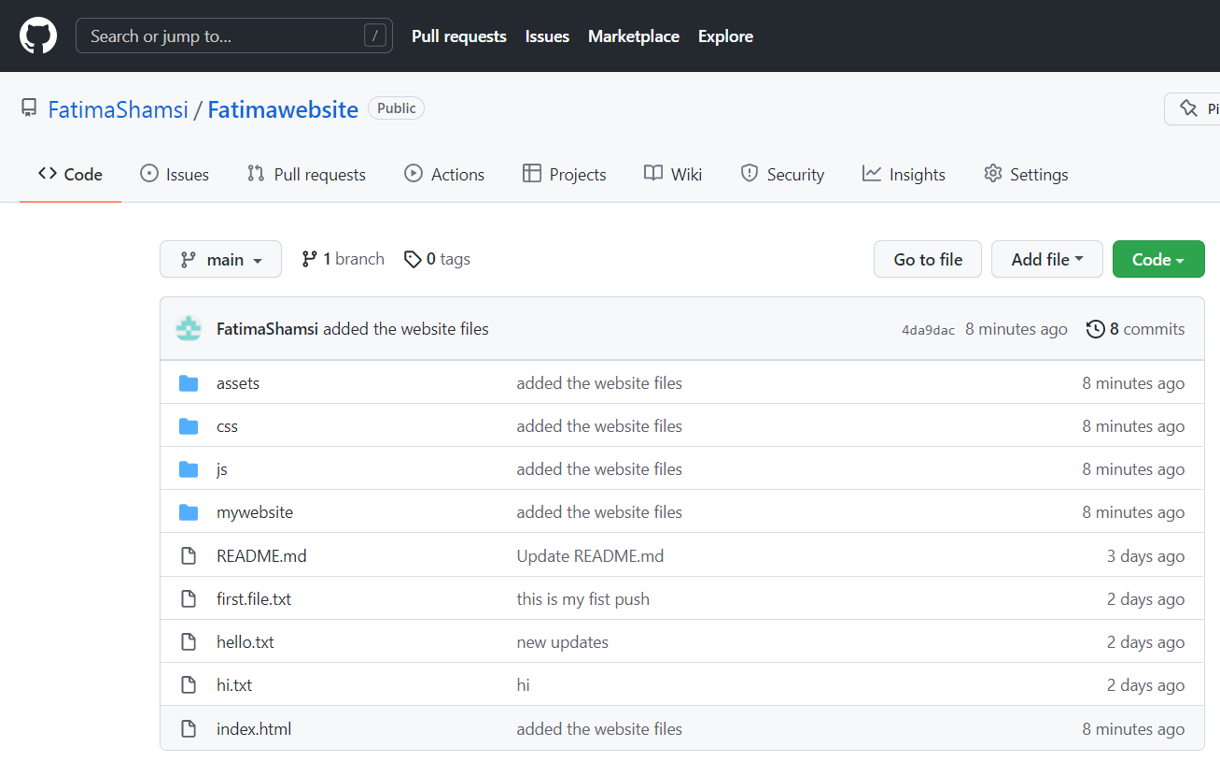 Search or jump to... / Pull requests Issues Marketplace Explore
FatimaShamsi / Fatimawebsite Public Pi
Code Issues Pull requests Actions Projects Wiki Security Insights Settings
main 1 branch 0 tags Go to file Add file Code
FatimaShamsi added the website files 4da9dac 8 minutes ago 8 commits
assets added the website files 8 minutes ago
css added the website files 8 minutes ago
js added the website files 8 minutes ago
mywebsite added the website files 8 minutes ago
README.md Update README.md 3 days ago
first.file.txt this is my fist push 2 days ago
hello.txt new updates 2 days ago
hi.txt hi 2 days ago
index.html added the website files 8 minutes ago